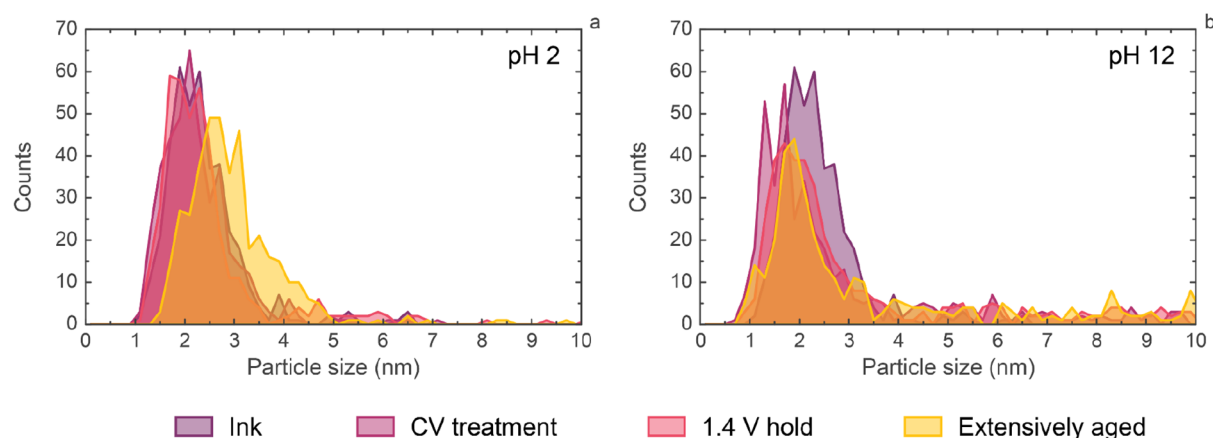 a
pH 2
Counts
70
60
50
40
30
20
10
0
0 1 2 3 4 5 6 7 8 9 10
Particle size (nm)
b
pH 12
Counts
70
60
50
40
30
20
10
0
0 1 2 3 4 5 6 7 8 9 10
Particle size (nm)
Ink CV treatment 1.4 V hold Extensively aged